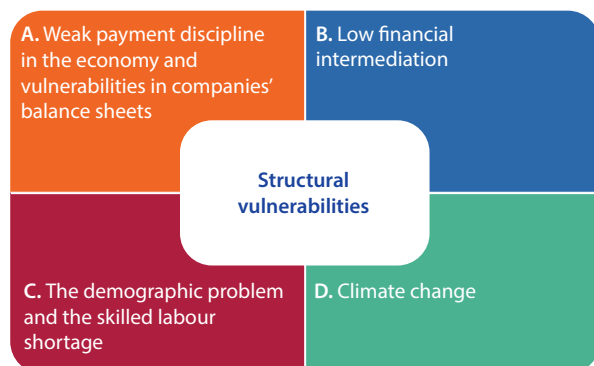 A. Weak payment discipline
in the economy and
vulnerabilities in companies’
balance sheets
B. Low financial
intermediation
Structural
vulnerabilities
C. The demographic problem
and the skilled labour
shortage
D. Climate change